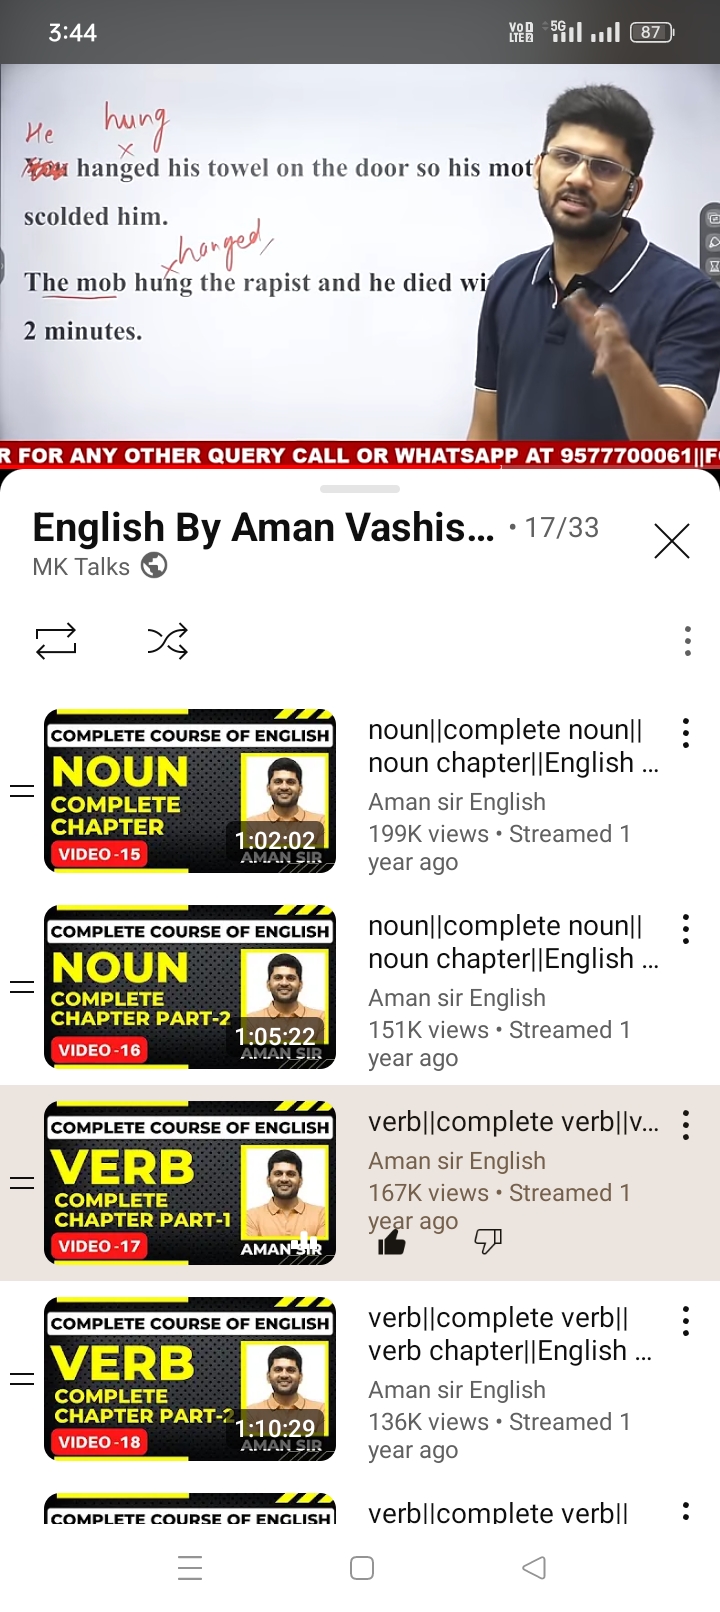 3:44
VoD LTE2 5G 87
He hung
hanged his towel on the door so his mot
scolded him.
hanged
The mob hung the rapist and he died wi
2 minutes.
R FOR ANY OTHER QUERY CALL OR WHATSAPP AT 9577700061||F
English By Aman Vashis... • 17/33
MK Talks
COMPLETE COURSE OF ENGLISH
NOUN
COMPLETE
CHAPTER
VIDEO -15
1:02:02
AMAN SIR
noun||complete noun||
noun chapter||English ...
Aman sir English
199K views • Streamed 1
year ago
COMPLETE COURSE OF ENGLISH
NOUN
COMPLETE
CHAPTER PART-2
VIDEO -16
1:05:22
AMAN SIR
noun||complete noun||
noun chapter||English ...
Aman sir English
151K views • Streamed 1
year ago
COMPLETE COURSE OF ENGLISH
VERB
COMPLETE
CHAPTER PART-1
VIDEO -17
AMAN SIR
verb||complete verb||v...
Aman sir English
167K views • Streamed 1
year ago
COMPLETE COURSE OF ENGLISH
VERB
COMPLETE
CHAPTER PART-2
VIDEO -18
1:10:29
AMAN SIR
verb||complete verb||
verb chapter||English ...
Aman sir English
136K views • Streamed 1
year ago
COMPLETE COURSE OF ENGLISH
verb||complete verb||